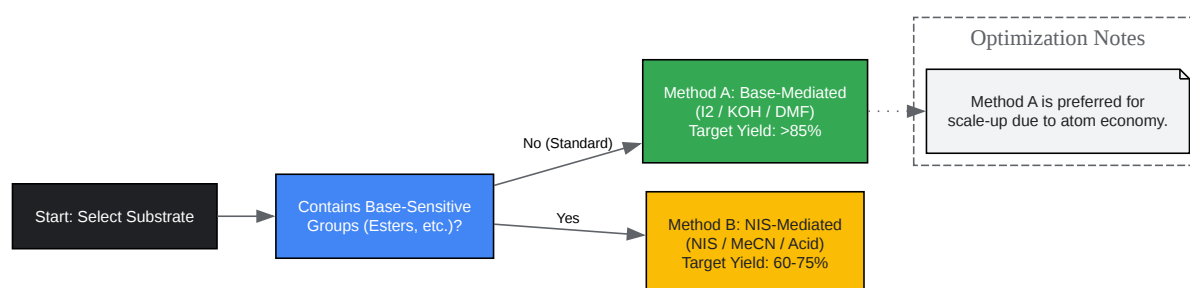 Start: Select Substrate
Contains Base-Sensitive
Groups (Esters, etc.)?
No (Standard)
Yes
Method A: Base-Mediated
(I2 / KOH / DMF)
Target Yield: >85%
Method B: NIS-Mediated
(NIS / MeCN / Acid)
Target Yield: 60-75%
Optimization Notes
Method A is preferred for
scale-up due to atom economy.